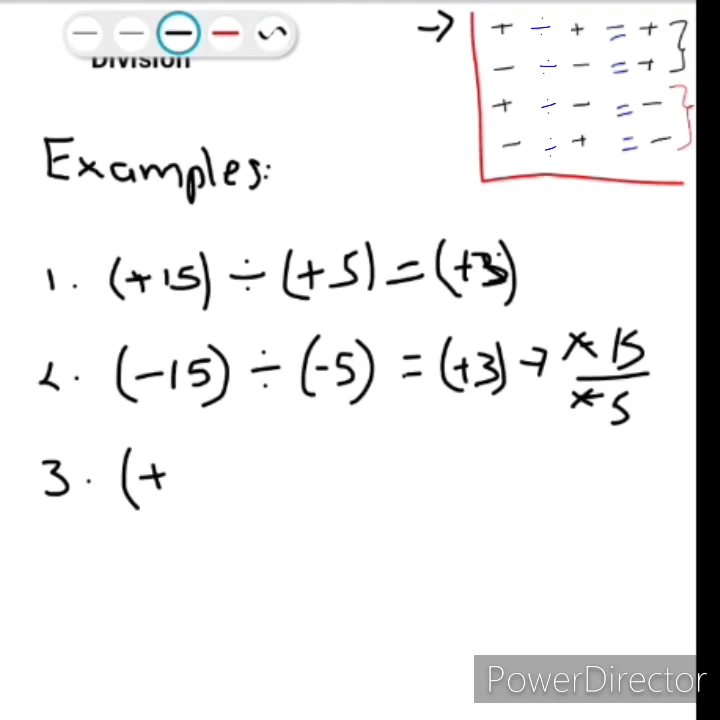 Division
→ + ÷ + = +
− ÷ − = +
+ ÷ − = −
− ÷ + = −
Examples:
1. (+15) ÷ (+5) = (+3)
2. (−15) ÷ (−5) = (+3) → −15
−5
3. (+
PowerDirector